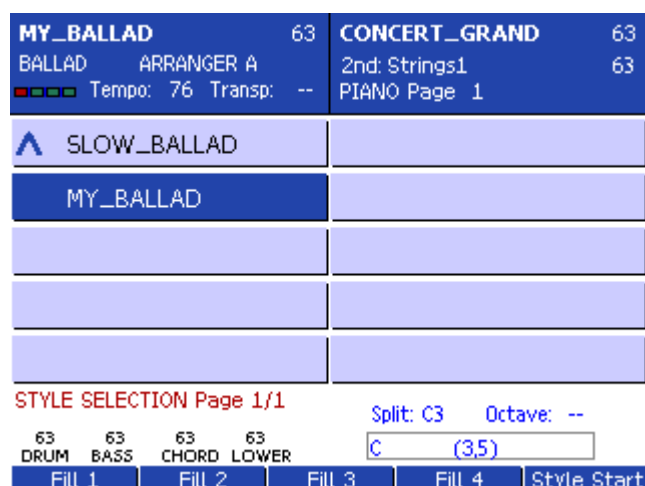 MY_BALLAD 63
BALLAD ARRANGER A
Tempo: 76 Transp: --
CONCERT_GRAND 63
2nd: Strings1 63
PIANO Page 1
SLOW_BALLAD
MY_BALLAD
STYLE SELECTION Page 1/1
Split: C3 Octave: --
63 63 63 63
DRUM BASS CHORD LOWER
C (3,5)
Fill 1 Fill 2 Fill 3 Fill 4 Style Start